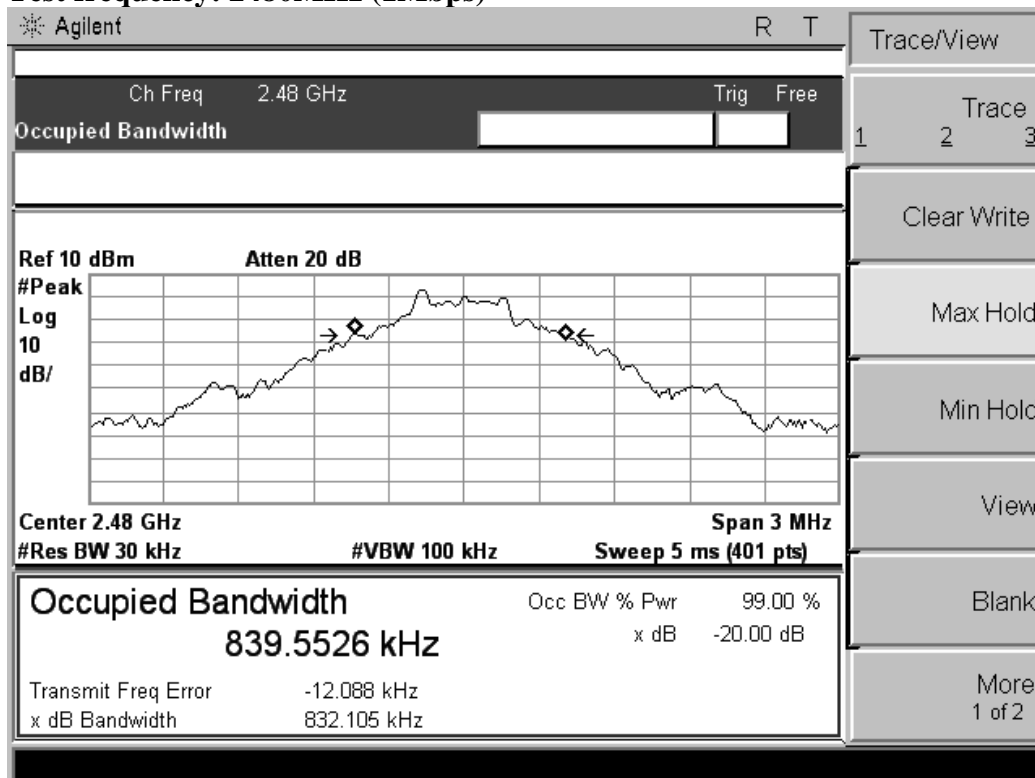 Test frequency: 2480MHz (1Mbps)
Agilent R T
Trace/View
Ch Freq 2.48 GHz Trig Free
Occupied Bandwidth
Trace
1 2 3
Clear Write
Max Hold
Min Hold
View
Blank
More
1 of 2
Ref 10 dBm Atten 20 dB
#Peak
Log
10
dB/
Center 2.48 GHz Span 3 MHz
#Res BW 30 kHz #VBW 100 kHz Sweep 5 ms (401 pts)
Occupied Bandwidth Occ BW % Pwr 99.00 %
839.5526 kHz x dB -20.00 dB
Transmit Freq Error -12.088 kHz
x dB Bandwidth 832.105 kHz